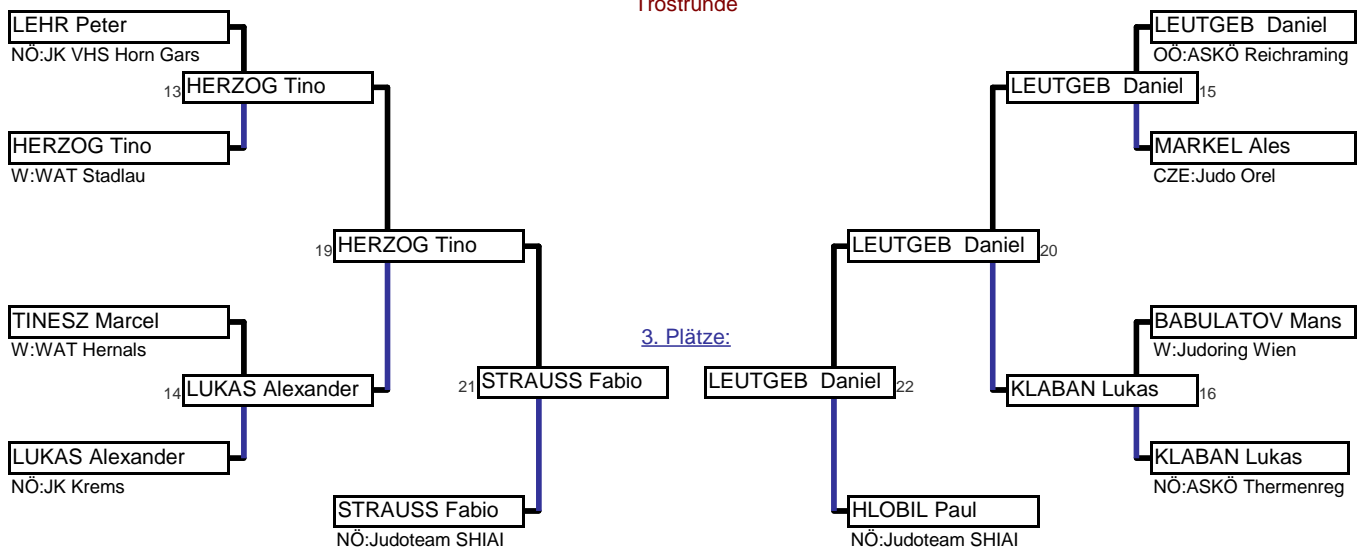 Trostrunde
LEHR Peter
NÖ:JK VHS Horn Gars
13
HERZOG Tino
HERZOG Tino
W:WAT Stadlau
19
HERZOG Tino
TINESZ Marcel
W:WAT Hernals
14
LUKAS Alexander
LUKAS Alexander
NÖ:JK Krems
21
STRAUSS Fabio
STRAUSS Fabio
NÖ:Judoteam SHIAI
3. Plätze:
LEUTGEB Daniel
OÖ:ASKÖ Reichraming
LEUTGEB Daniel
15
MARKEL Ales
CZE:Judo Orel
LEUTGEB Daniel
20
BABULATOV Mans
W:Judoring Wien
LEUTGEB Daniel
22
KLABAN Lukas
16
KLABAN Lukas
NÖ:ASKÖ Thermenreg
HLOBIL Paul
NÖ:Judoteam SHIAI